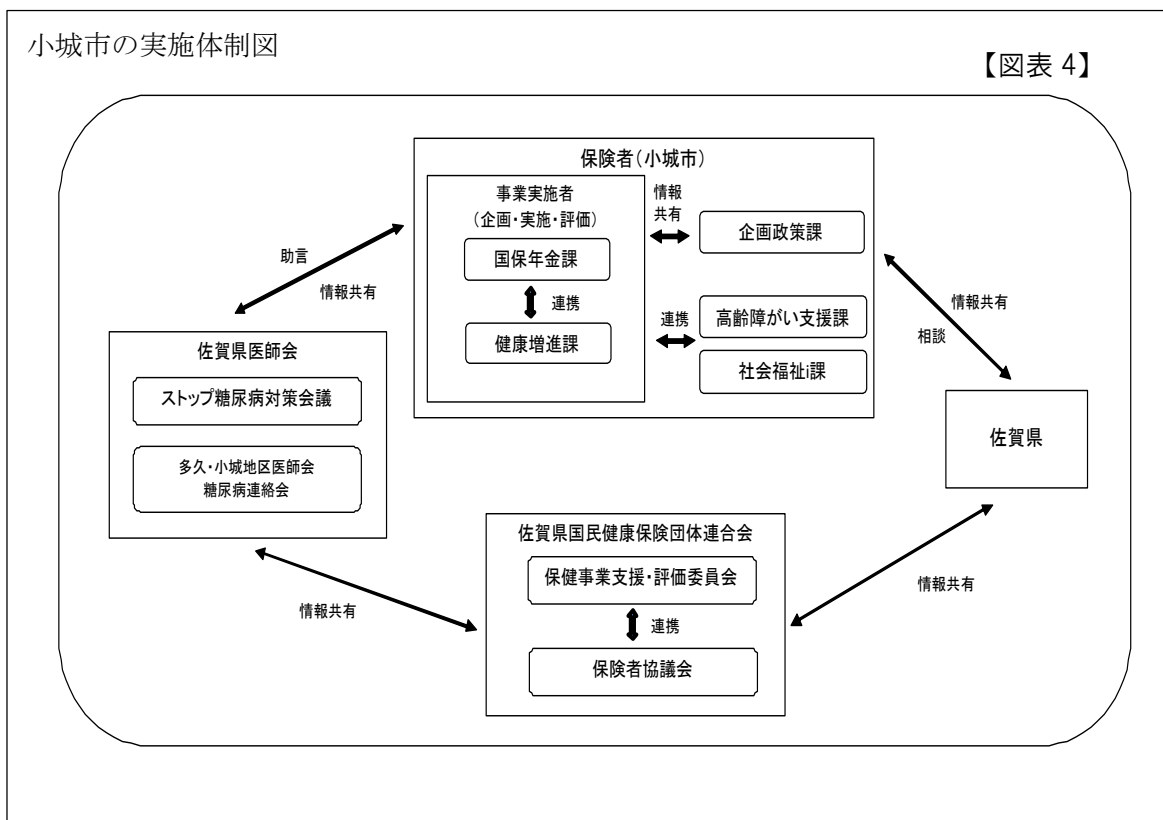 小城市の実施体制図
【図表 4】
保険者(小城市)
事業実施者
(企画・実施・評価)
国保年金課
連携
健康増進課
情報
共有
企画政策課
連携
高齢障がい支援課
社会福祉i課
助言
情報共有
情報共有
相談
佐賀県医師会
ストップ糖尿病対策会議
多久・小城地区医師会
糖尿病連絡会
佐賀県
佐賀県国民健康保険団体連合会
保健事業支援・評価委員会
連携
保険者協議会
情報共有
情報共有